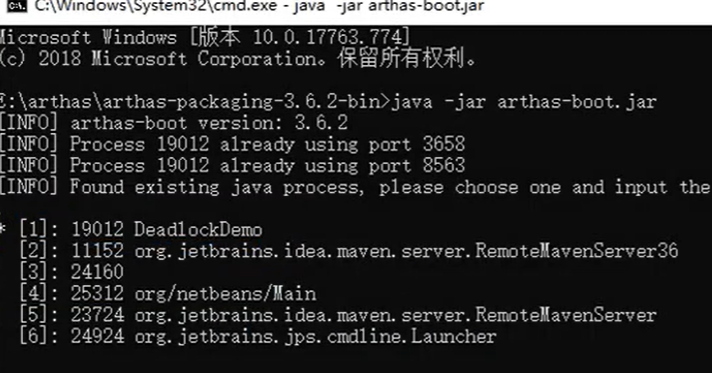 C:\Windows\System32\cmd.exe - java -jar arthas-boot.jar
Microsoft Windows [版本 10.0.17763.774]
(c) 2018 Microsoft Corporation。保留所有权利。
E:\arthas\arthas-packaging-3.6.2-bin>java -jar arthas-boot.jar
[INFO] arthas-boot version: 3.6.2
[INFO] Process 19012 already using port 3658
[INFO] Process 19012 already using port 8563
[INFO] Found existing java process, please choose one and input the
* [1]: 19012 DeadlockDemo
[2]: 11152 org.jetbrains.idea.maven.server.RemoteMavenServer36
[3]: 24160
[4]: 25312 org/netbeans/Main
[5]: 23724 org.jetbrains.idea.maven.server.RemoteMavenServer
[6]: 24924 org.jetbrains.jps.cmdline.Launcher